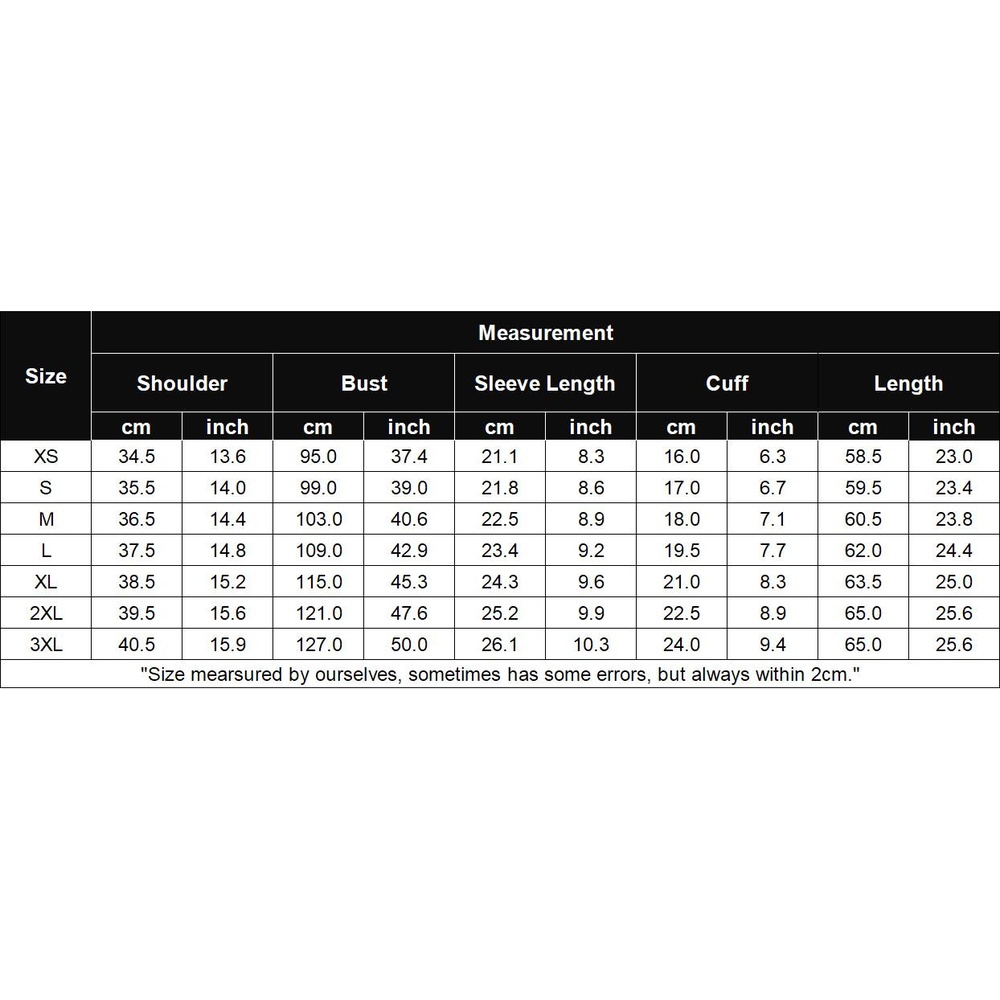 Measurement
Size
Shoulder Bust Sleeve Length Cuff Length
cm inch cm inch cm inch cm inch cm inch
XS 34.5 13.6 95.0 37.4 21.1 8.3 16.0 6.3 58.5 23.0
S 35.5 14.0 99.0 39.0 21.8 8.6 17.0 6.7 59.5 23.4
M 36.5 14.4 103.0 40.6 22.5 8.9 18.0 7.1 60.5 23.8
L 37.5 14.8 109.0 42.9 23.4 9.2 19.5 7.7 62.0 24.4
XL 38.5 15.2 115.0 45.3 24.3 9.6 21.0 8.3 63.5 25.0
2XL 39.5 15.6 121.0 47.6 25.2 9.9 22.5 8.9 65.0 25.6
3XL 40.5 15.9 127.0 50.0 26.1 10.3 24.0 9.4 65.0 25.6
"Size mearsured by ourselves, sometimes has some errors, but always within 2cm."